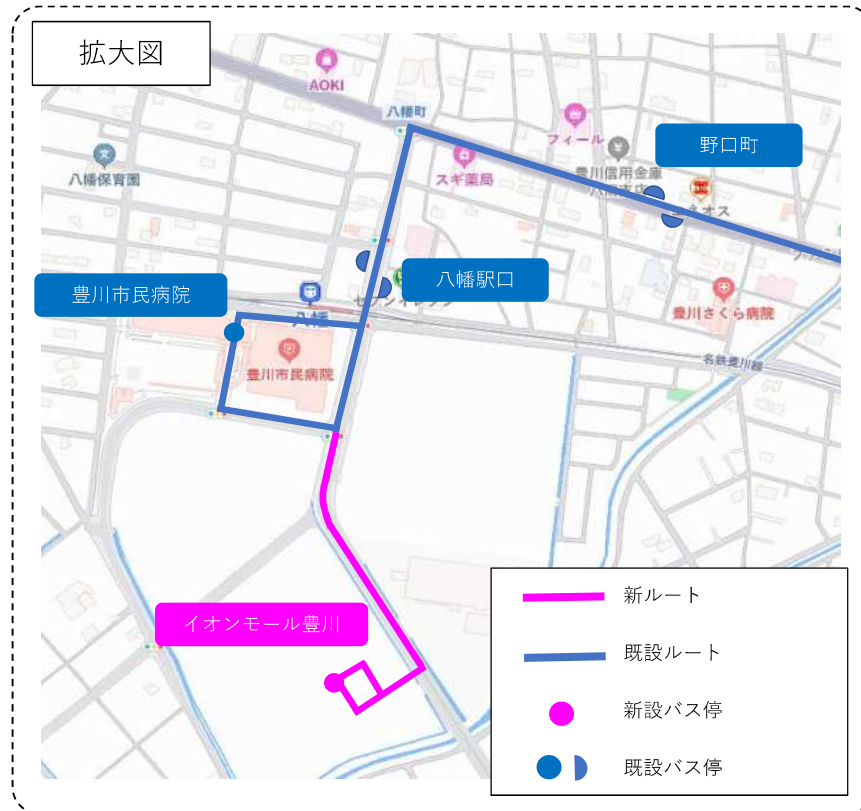 拡大図
AOKI
八幡町
フィール
野口町
八幡保育園
スギ薬局
豊川信用金庫
エネオス
八幡駅口
豊川市民病院
八幡
豊川さくら病院
豊川市民病院
名鉄豊川線
イオンモール豊川
新ルート
既設ルート
新設バス停
既設バス停